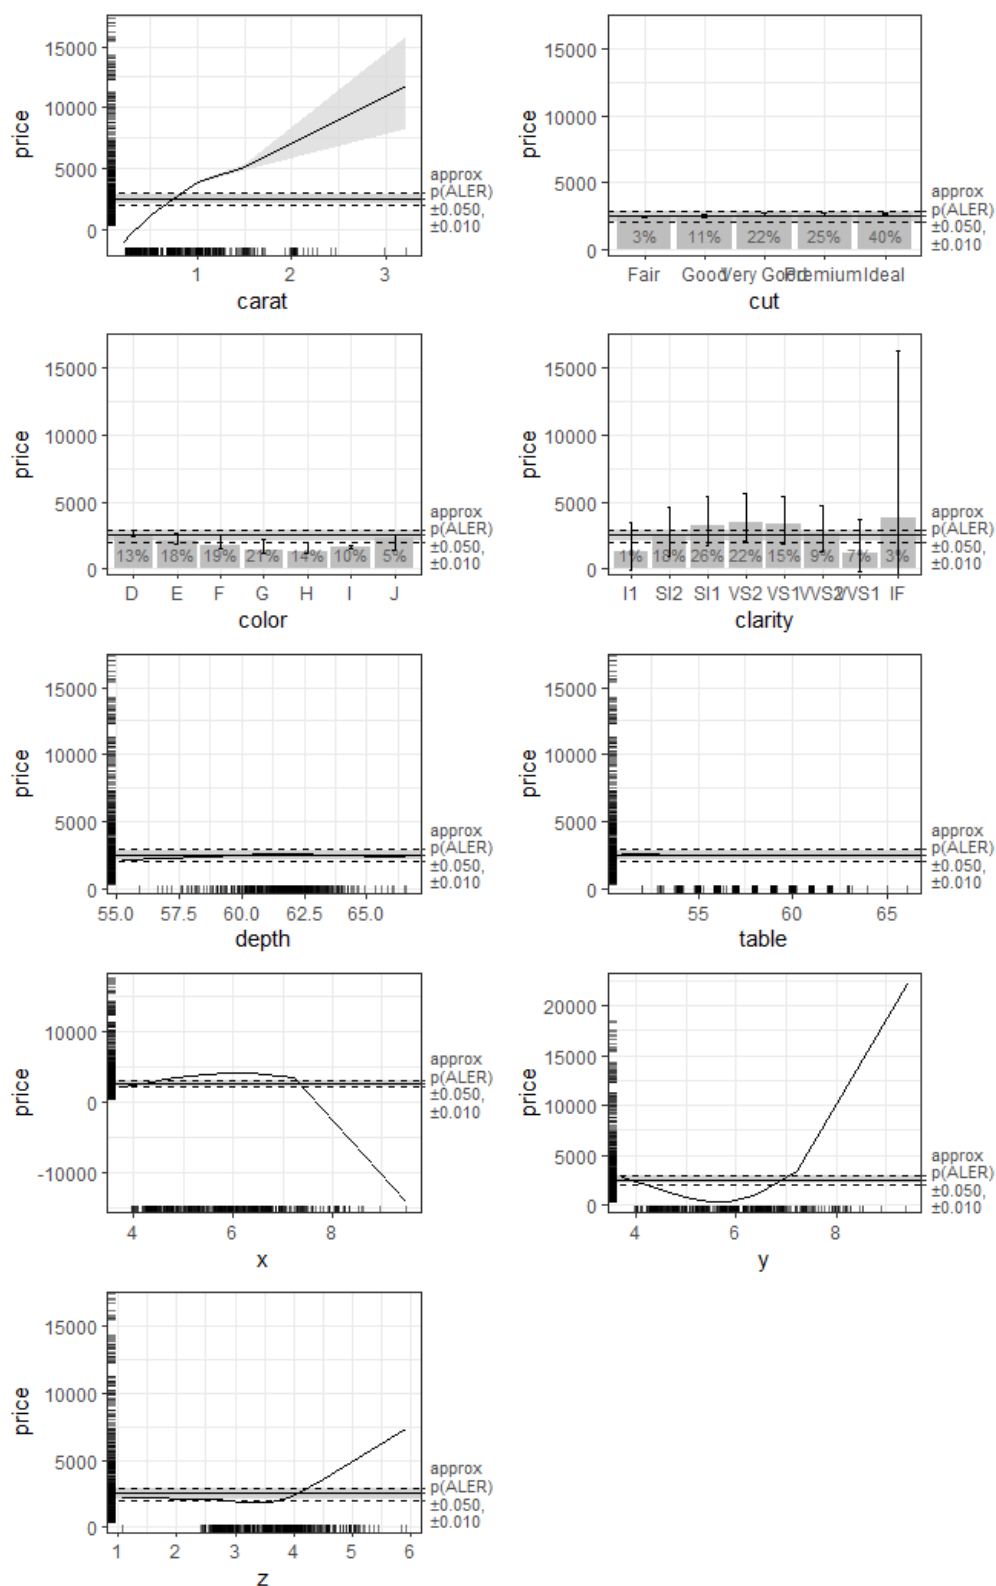 price
15000
10000
5000
0
approx
p(ALER)
±0.050,
±0.010
1 2 3
carat
price
15000
10000
5000
0
approx
p(ALER)
±0.050,
±0.010
3% 11% 22% 25% 40%
Fair Good Very Good Premium Ideal
cut
price
15000
10000
5000
0
approx
p(ALER)
±0.050,
±0.010
13% 18% 19% 21% 14% 10% 5%
D E F G H I J
color
price
15000
10000
5000
0
approx
p(ALER)
±0.050,
±0.010
1% 18% 26% 22% 15% 9% 7% 3%
I1 SI2 SI1 VS2 VS1 VVS2 VVS1 IF
clarity
price
15000
10000
5000
0
approx
p(ALER)
±0.050,
±0.010
55.0 57.5 60.0 62.5 65.0
depth
price
15000
10000
5000
0
approx
p(ALER)
±0.050,
±0.010
55 60 65
table
price
10000
0
-10000
approx
p(ALER)
±0.050,
±0.010
4 6 8
x
price
20000
15000
10000
5000
0
approx
p(ALER)
±0.050,
±0.010
4 6 8
y
price
15000
10000
5000
0
approx
p(ALER)
±0.050,
±0.010
1 2 3 4 5 6
z